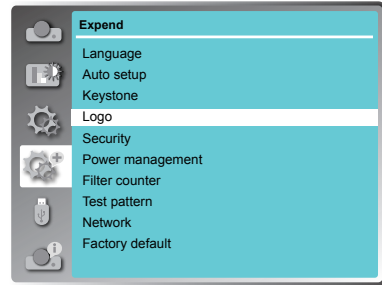 Expend
Language
Auto setup
Keystone
Logo
Security
Power management
Filter counter
Test pattern
Network
Factory default